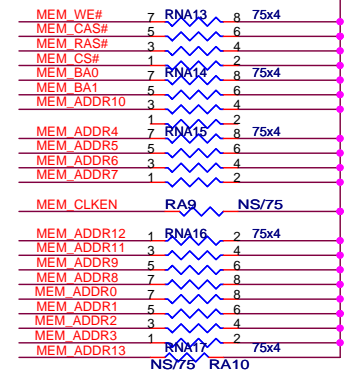 MEM_WE# 7 RNA13 8 75x4
MEM_CAS# 5 6
MEM_RAS# 3 4
MEM_CS# 1 2
MEM_BA0 7 RNA14 8 75x4
MEM_BA1 5 6
MEM_ADDR10 3 4
1 2
MEM_ADDR4 7 RNA15 8 75x4
MEM_ADDR5 5 6
MEM_ADDR6 3 4
MEM_ADDR7 1 2
MEM_CLKEN RA9 NS/75
MEM_ADDR12 1 RNA16 2 75x4
MEM_ADDR11 3 4
MEM_ADDR9 5 6
MEM_ADDR8 7 8
MEM_ADDR0 7 8
MEM_ADDR1 5 6
MEM_ADDR2 3 4
MEM_ADDR3 1 2
MEM_ADDR13 RNA17 75x4
NS/75 RA10